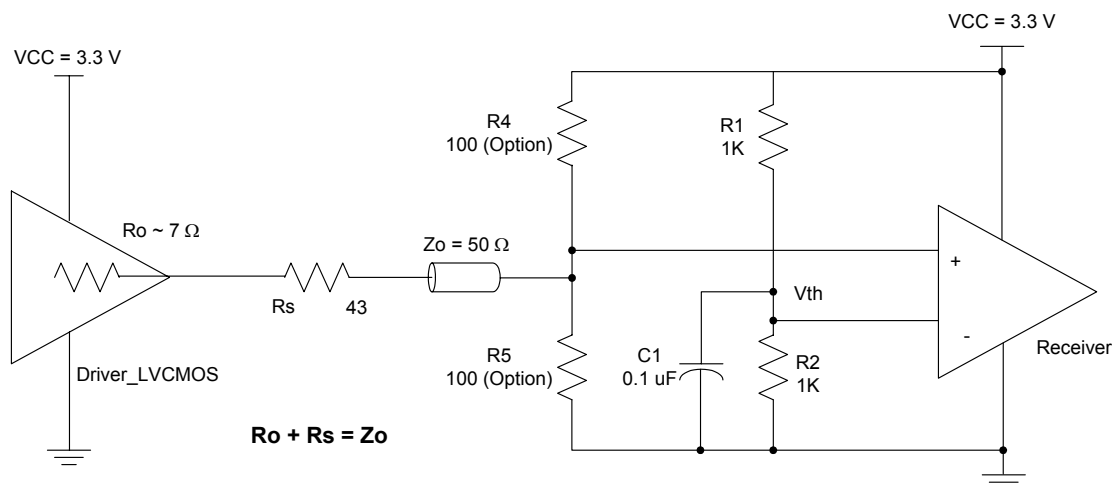 VCC = 3.3 V
VCC = 3.3 V
R4
100 (Option)
R1
1K
Ro ~ 7 Ω
Zo = 50 Ω
+
Rs
43
Vth
-
Receiver
R5
100 (Option)
C1
0.1 uF
R2
1K
Driver_LVCMOS
Ro + Rs = Zo